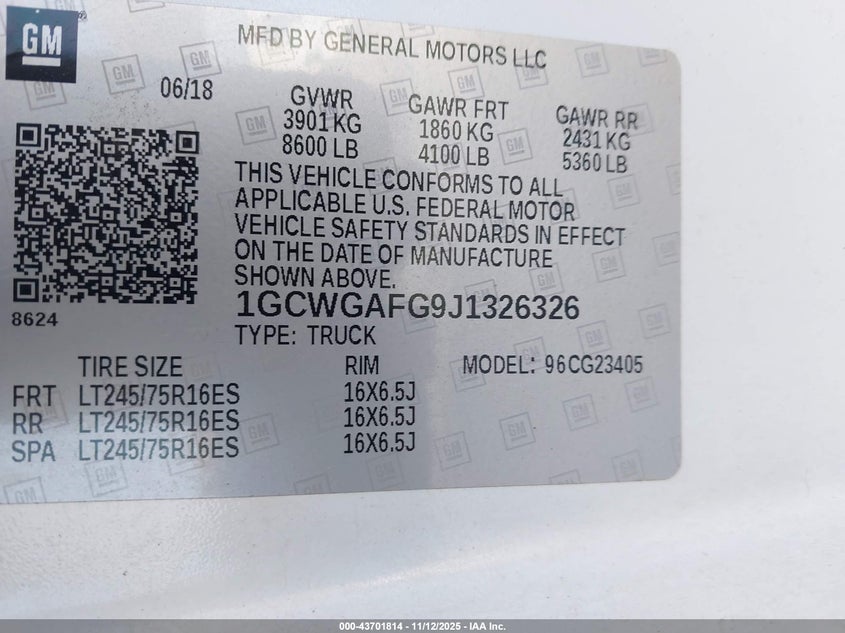 GM
MFD BY GENERAL MOTORS LLC
06/18
GVWR GAWR FRT GAWR RR
3901 KG 1860 KG 2431 KG
8600 LB 4100 LB 5360 LB
THIS VEHICLE CONFORMS TO ALL
APPLICABLE U.S. FEDERAL MOTOR
VEHICLE SAFETY STANDARDS IN EFFECT
ON THE DATE OF MANUFACTURE
SHOWN ABOVE.
1GCWGAFG9J1326326
8624
TYPE: TRUCK
TIRE SIZE RIM MODEL: 96CG23405
FRT LT245/75R16ES 16X6.5J
RR LT245/75R16ES 16X6.5J
SPA LT245/75R16ES 16X6.5J
000-43701814 - 11/12/2025 - IAA Inc.